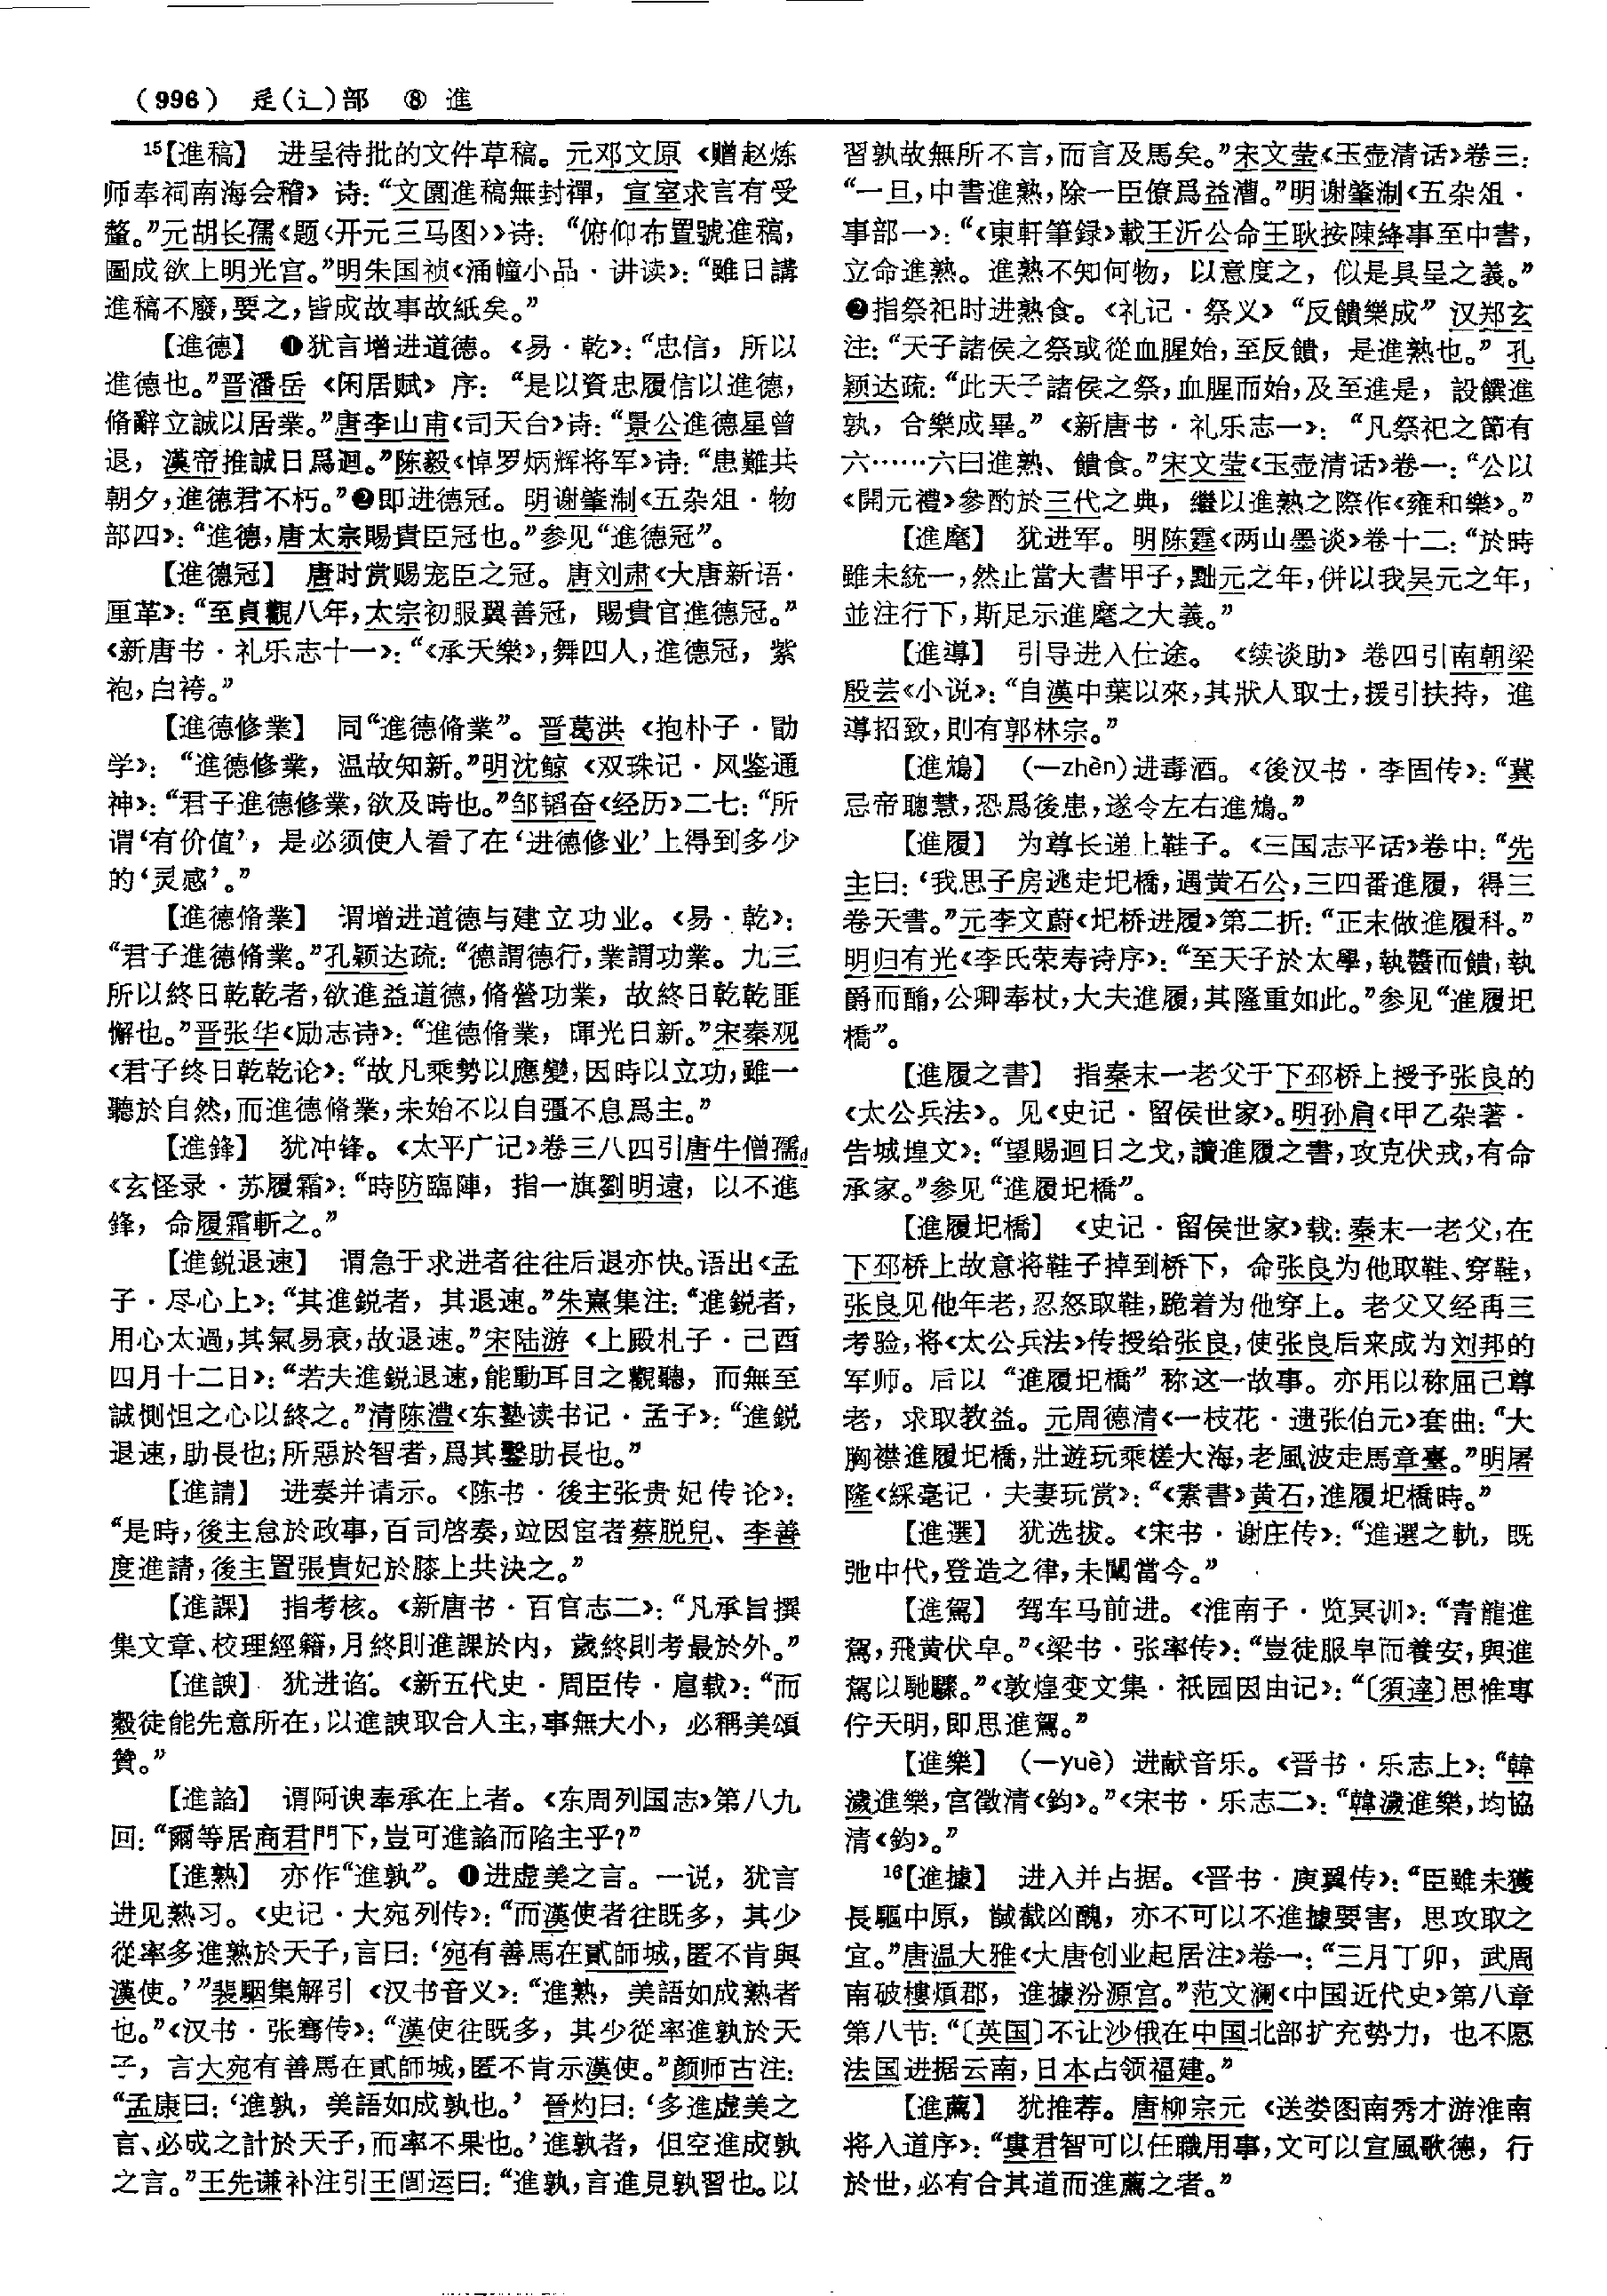 (996) 辵(辶)部 ⑧ 進
15【進稿】 进呈待批的文件草稿。元邓文原《赠赵炼
师奉祠南海会稽》诗：“文園進稿無封禪，宣室求言有受
釐。”元胡长孺《题〈开元三马图〉》诗：“俯仰布置號進稿，
圖成欲上明光宫。”明朱国祯《涌幢小品·讲读》：“雖日講
進稿不廢，要之，皆成故事故紙矣。”
【進德】 ❶犹言增进道德。《易·乾》：“忠信，所以
進德也。”晋潘岳《闲居赋》序：“是以資忠履信以進德，
脩辭立誠以居業。”唐李山甫《司天台》诗：“景公進德星曾
退，漢帝推誠日爲迴。”陈毅《悼罗炳辉将军》诗：“患難共
朝夕，進德君不朽。”❷即进德冠。明谢肇淛《五杂俎·物
部四》：“進德，唐太宗賜貴臣冠也。”参见“進德冠”。
【進德冠】 唐时赏赐宠臣之冠。唐刘肃《大唐新语·
厘革》：“至貞觀八年，太宗初服翼善冠，賜貴官進德冠。”
《新唐书·礼乐志十一》：“《承天樂》，舞四人，進德冠，紫
袍，白袴。”
【進德修業】 同“進德脩業”。晋葛洪《抱朴子·勖
学》：“進德修業，温故知新。”明沈鲸《双珠记·风鉴通
神》：“君子進德修業，欲及時也。”邹韬奋《经历》二七：“所
谓‘有价值’，是必须使人看了在‘进德修业’上得到多少
的‘灵感’。”
【進德脩業】 谓增进道德与建立功业。《易·乾》：
“君子進德脩業。”孔颖达疏：“德謂德行，業謂功業。九三
所以終日乾乾者，欲進益道德，脩營功業，故終日乾乾匪
懈也。”晋张华《励志诗》：“進德脩業，暉光日新。”宋秦观
《君子终日乾乾论》：“故凡乘勢以應變，因時以立功，雖一
聽於自然，而進德脩業，未始不以自彊不息爲主。”
【進鋒】 犹冲锋。《太平广记》卷三八四引唐牛僧孺
《玄怪录·苏履霜》：“時防臨陣，指一旗劉明遠，以不進
鋒，命履霜斬之。”
【進鋭退速】 谓急于求进者往往后退亦快。语出《孟
子·尽心上》：“其進鋭者，其退速。”朱熹集注：“進鋭者，
用心太過，其氣易衰，故退速。”宋陆游《上殿札子·己酉
四月十二日》：“若夫進鋭退速，能動耳目之觀聽，而無至
誠惻怛之心以終之。”清陈澧《东塾读书记·孟子》：“進鋭
退速，助長也；所惡於智者，爲其鑿助長也。”
【進請】 进奏并请示。《陈书·後主张贵妃传论》：
“是時，後主怠於政事，百司啓奏，竝因宦者蔡脱兒、李善
度進請，後主置張貴妃於膝上共決之。”
【進課】 指考核。《新唐书·百官志二》：“凡承旨撰
集文章、校理經籍，月終則進課於内，歲終則考最於外。”
【進諛】 犹进谄。《新五代史·周臣传·扈载》：“而
穀徒能先意所在，以進諛取合人主，事無大小，必稱美頌
贊。”
【進諂】 谓阿谀奉承在上者。《东周列国志》第八九
回：“爾等居商君門下，豈可進諂而陷主乎？”
【進熟】 亦作“進孰”。❶进虚美之言。一说，犹言
进见熟习。《史记·大宛列传》：“而漢使者往既多，其少
從率多進熟於天子，言曰：‘宛有善馬在貳師城，匿不肯與
漢使。’”裴駰集解引《汉书音义》：“進熟，美語如成熟者
也。”《汉书·张骞传》：“漢使往既多，其少從率進孰於天
子，言大宛有善馬在貳師城，匿不肯示漢使。”颜师古注：
“孟康曰：‘進孰，美語如成孰也。’晉灼曰：‘多進虚美之
言、必成之計於天子，而率不果也。’進孰者，但空進成孰
之言。”王先谦补注引王闿运曰：“進孰，言進見孰習也。以
習孰故無所不言，而言及馬矣。”宋文莹《玉壶清话》卷三：
“一旦，中書進熟，除一臣僚爲益漕。”明谢肇淛《五杂俎·
事部一》：“《東軒筆録》載王沂公命王耿按陳絳事至中書，
立命進熟。進熟不知何物，以意度之，似是具呈之義。”
❷指祭祀时进熟食。《礼记·祭义》“反饋樂成”汉郑玄
注：“天子諸侯之祭或從血腥始，至反饋，是進熟也。”孔
颖达疏：“此天子諸侯之祭，血腥而始，及至進是，設饌進
孰，合樂成畢。”《新唐书·礼乐志一》：“凡祭祀之節有
六……六曰進熟、饋食。”宋文莹《玉壶清话》卷一：“公以
《開元禮》參酌於三代之典，繼以進熟之際作《雍和樂》。”
【進麾】 犹进军。明陈霆《两山墨谈》卷十二：“於時
雖未統一，然止當大書甲子，黜元之年，併以我吴元之年，
並注行下，斯足示進麾之大義。”
【進導】 引导进入仕途。《续谈助》卷四引南朝梁
殷芸《小说》：“自漢中葉以來，其狀人取士，援引扶持，進
導招致，則有郭林宗。”
【進鴆】 （—zhèn）进毒酒。《後汉书·李固传》：“冀
忌帝聰慧，恐爲後患，遂令左右進鴆。”
【進履】 为尊长递上鞋子。《三国志平话》卷中：“先
主曰：‘我思子房逃走圯橋，遇黄石公，三四番進履，得三
卷天書。”元李文蔚《圯桥进履》第二折：“正末做進履科。”
明归有光《李氏荣寿诗序》：“至天子於太學，執醬而饋，執
爵而酳，公卿奉杖，大夫進履，其隆重如此。”参见“進履圯
橋”。
【進履之書】 指秦末一老父于下邳桥上授予张良的
《太公兵法》。见《史记·留侯世家》。明孙肩《甲乙杂著·
告城埕文》：“望賜迴日之戈，讀進履之書，攻克伏戎，有命
承家。”参见“進履圯橋”。
【進履圯橋】 《史记·留侯世家》载：秦末一老父，在
下邳桥上故意将鞋子掉到桥下，命张良为他取鞋、穿鞋，
张良见他年老，忍怒取鞋，跪着为他穿上。老父又经再三
考验，将《太公兵法》传授给张良，使张良后来成为刘邦的
军师。后以“進履圯橋”称这一故事。亦用以称屈己尊
老，求取教益。元周德清《一枝花·遗张伯元》套曲：“大
胸襟進履圯橋，壯遊玩乘槎大海，老風波走馬章臺。”明屠
隆《綵毫记·夫妻玩赏》：“《素書》黄石，進履圯橋時。”
【進選】 犹选拔。《宋书·谢庄传》：“進選之軌，既
弛中代，登造之律，未闡當今。”
【進駕】 驾车马前进。《淮南子·览冥训》：“青龍進
駕，飛黄伏皁。”《梁书·张率传》：“豈徒服皁而養安，與進
駕以馳驟。”《敦煌变文集·祇园因由记》：“〔須達〕思惟專
佇天明，即思進駕。”
【進樂】 （—yuè）进献音乐。《晋书·乐志上》：“韓
濊進樂，宫徵清《鈞》。”《宋书·乐志二》：“韓濊進樂，均協
清《鈞》。”
16【進據】 进入并占据。《晋书·庾翼传》：“臣雖未獲
長驅中原，馘截凶醜，亦不可以不進據要害，思攻取之
宜。”唐温大雅《大唐创业起居注》卷一：“三月丁卯，武周
南破樓煩郡，進據汾源宫。”范文澜《中国近代史》第八章
第八节：“〔英国〕不让沙俄在中国北部扩充势力，也不愿
法国进据云南，日本占领福建。”
【進薦】 犹推荐。唐柳宗元《送娄图南秀才游淮南
将入道序》：“婁君智可以任職用事，文可以宣風歌德，行
於世，必有合其道而進薦之者。”